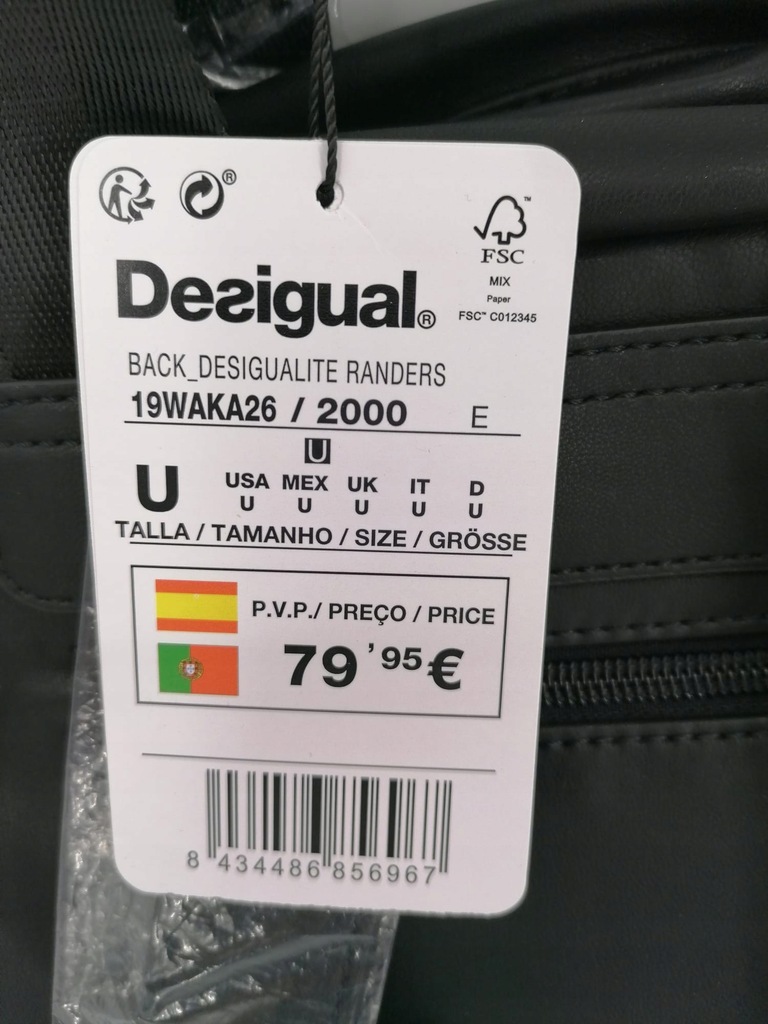 ®
™
FSC
MIX
Paper
FSC™ C012345
Desigual®
BACK_DESIGUALITE RANDERS
19WAKA26 / 2000 E
U
U USA MEX UK IT D
U U U U U
TALLA / TAMANHO / SIZE / GRÖSSE
P.V.P./ PREÇO / PRICE
79'95€
8 434486 856967